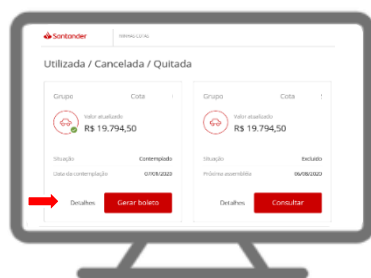 Santander
Utilizada / Cancelada / Quitada
Grupo Cota
Valor atualizado
R$ 19.794,50
Situação Contemplado
Data da contemplação 07/08/2020
Detalhes Gerar boleto
Grupo Cota
Valor atualizado
R$ 19.794,50
Situação Excluído
Próxima assembléia 06/08/2020
Detalhes Consultar